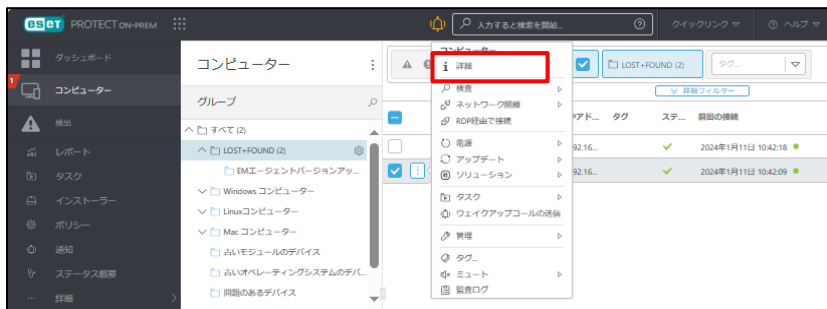 eset PROTECT ON-PREM
入力すると検索を開始...
クイックリンク
ヘルプ
ダッシュボード
1
コンピューター
検出
レポート
タスク
インストーラー
ポリシー
通知
ステータス概要
詳細
コンピューター
グループ
すべて (2)
LOST+FOUND (2)
EMエージェントバージョンアッ...
Windows コンピューター
Linuxコンピューター
Mac コンピューター
古いモジュールのデバイス
古いオペレーティングシステムのデバ...
問題のあるデバイス
コンピューター
詳細
検査
ネットワーク隔離
RDP経由で接続
電源
アップデート
ソリューション
タスク
ウェイクアップコールの送信
管理
タグ...
ミュート
監査ログ
LOST+FOUND (2)
タグ...
詳細フィルター
アド...
タグ
ステ...
前回の接続
92.16...
2024年1月11日 10:42:18
92.16...
2024年1月11日 10:42:09